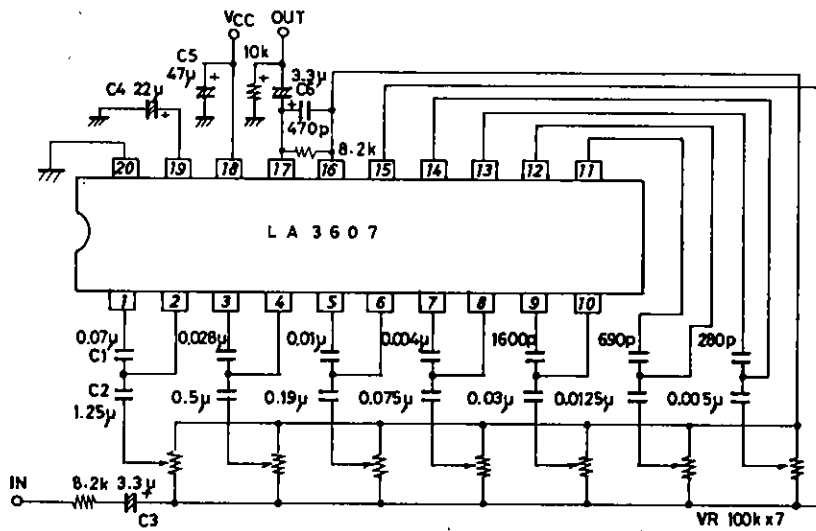 VCC OUT
C5
47μ
10k
3.3μ
C4 22μ
C6
470p
8.2k
20 19 18 17 16 15 14 13 12 11
LA3607
1 2 3 4 5 6 7 8 9 10
0.07μ 0.028μ 0.01μ 0.004μ 1600p 690p 280p
C1
C2
1.25μ 0.5μ 0.19μ 0.075μ 0.03μ 0.0125μ 0.005μ
IN
8.2k 3.3μ
C3
VR 100k x 7